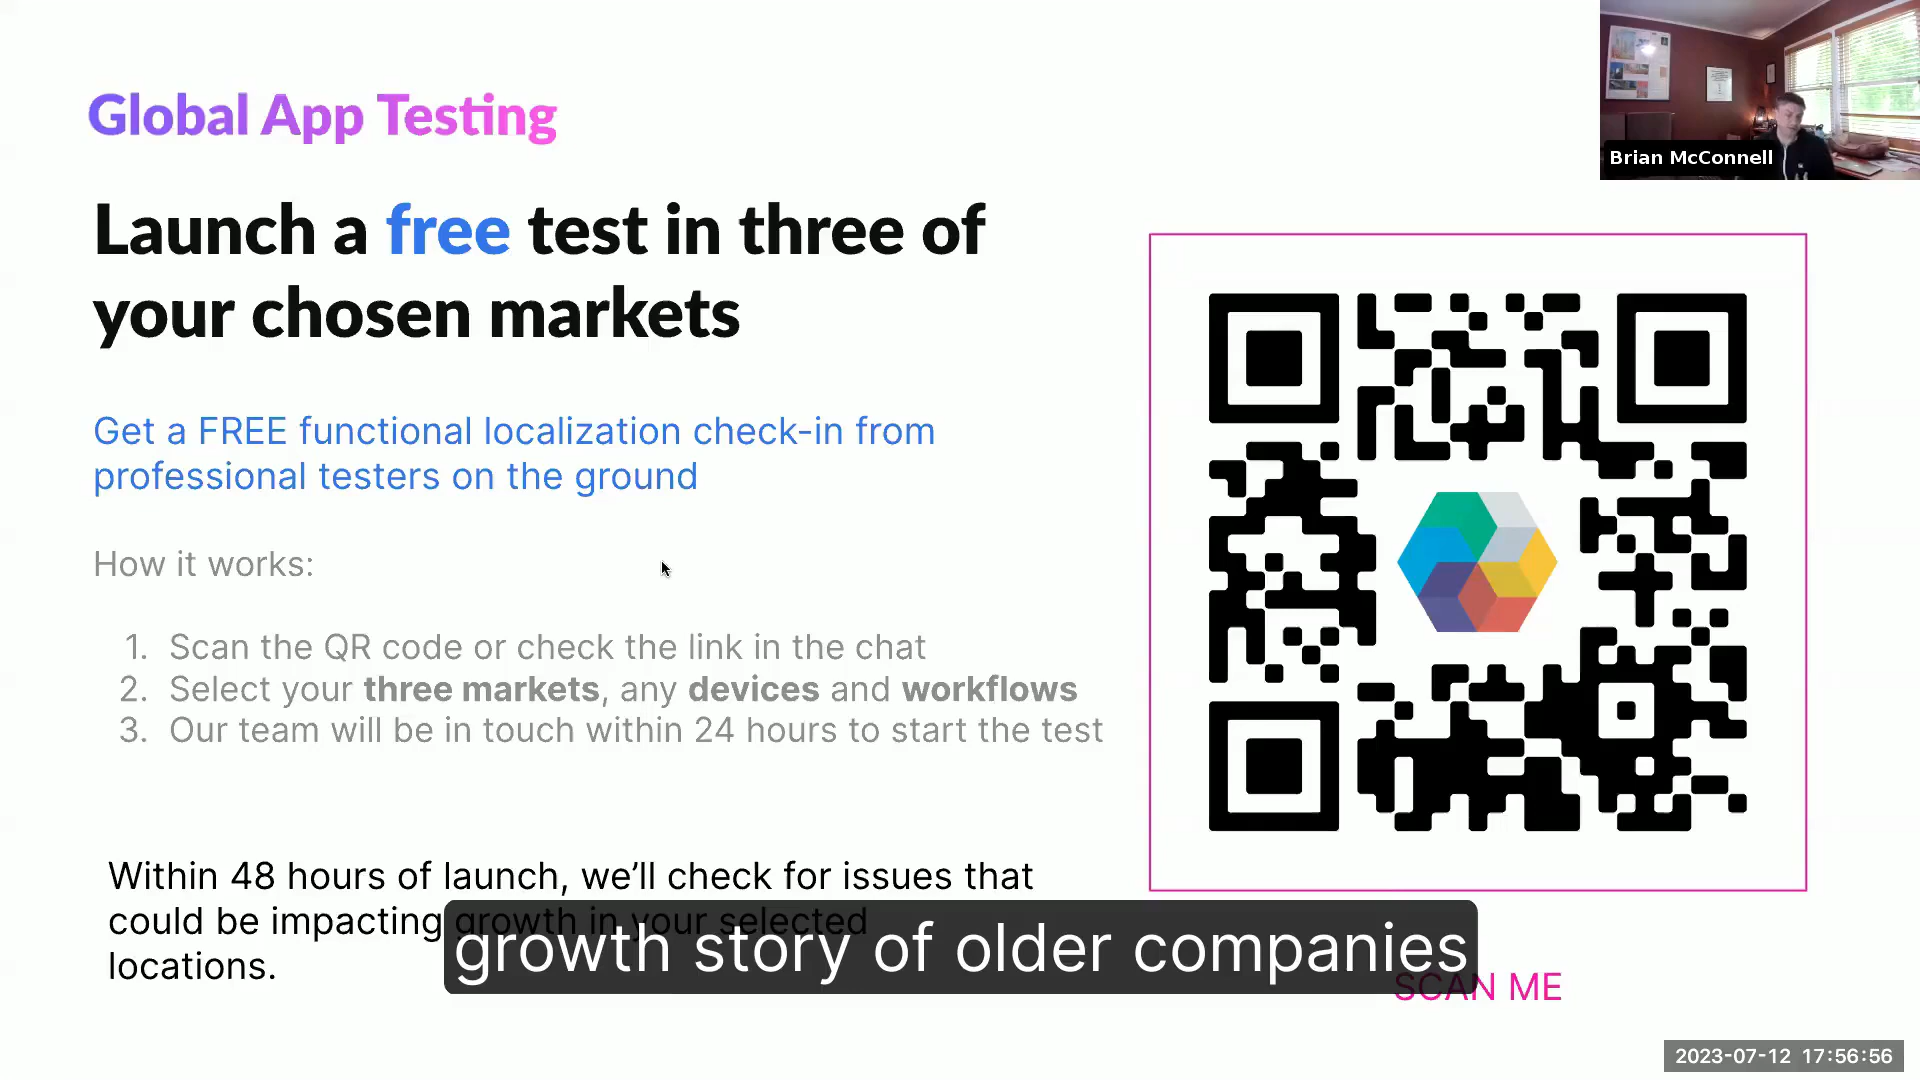 Global App Testing
Brian McConnell
Launch a free test in three of
your chosen markets
Get a FREE functional localization check-in from
professional testers on the ground
How it works:
1. Scan the QR code or check the link in the chat
2. Select your three markets, any devices and workflows
3. Our team will be in touch within 24 hours to start the test
Within 48 hours of launch, we’ll check for issues that
could be impacting growth in your selected
locations.
growth story of older companies
SCAN ME
2023-07-12 17:56:56